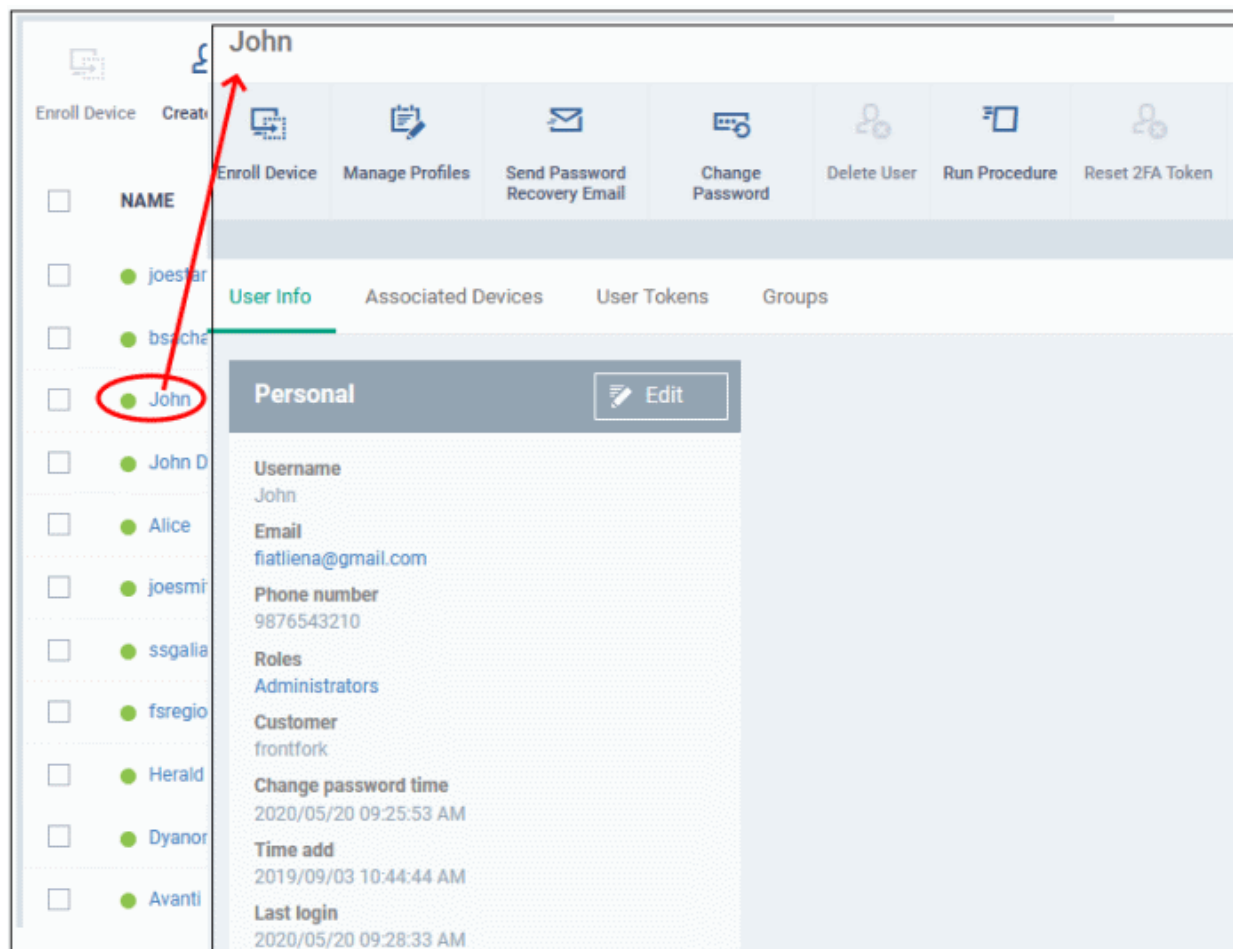 John
Enroll Device
Enroll Device
Manage Profiles
Send Password
Recovery Email
Change
Password
Delete User
Run Procedure
Reset 2FA Token
NAME
User Info
Associated Devices
User Tokens
Groups
bsacha
John
John D
Alice
joesmi
ssgalia
fsregio
Herald
Dyanor
Avanti
Personal
Edit
Username
John
Email
fiatliena@gmail.com
Phone number
9876543210
Roles
Administrators
Customer
frontfork
Change password time
2020/05/20 09:25:53 AM
Time add
2019/09/03 10:44:44 AM
Last login
2020/05/20 09:28:33 AM